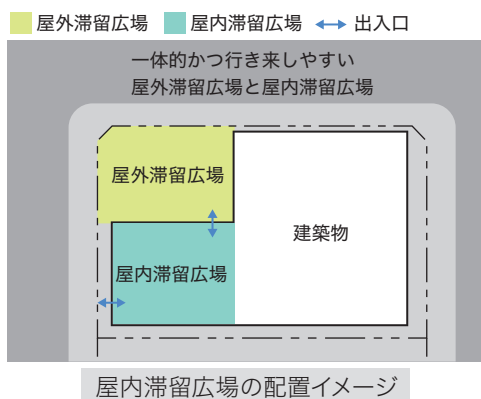 屋外滞留広場 屋内滞留広場 出入口
一体的かつ行き来しやすい
屋外滞留広場と屋内滞留広場
屋外滞留広場
建築物
屋内滞留広場
屋内滞留広場の配置イメージ